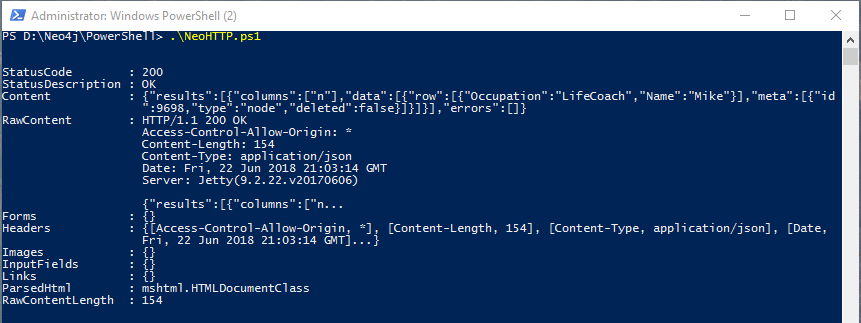 Administrator: Windows PowerShell (2)
PS D:\Neo4j\PowerShell> .\NeoHTTP.ps1
StatusCode : 200
StatusDescription : OK
Content : {"results":[{"columns":["n"],"data":[{"row":[{"Occupation":"LifeCoach","Name":"Mike"}],"meta":[{"id
":9698,"type":"node","deleted":false}]}]}],"errors":[]}
RawContent : HTTP/1.1 200 OK
Access-Control-Allow-Origin: *
Content-Length: 154
Content-Type: application/json
Date: Fri, 22 Jun 2018 21:03:14 GMT
Server: Jetty(9.2.22.v20170606)
{"results":[{"columns":["n...
Forms : {}
Headers : {[Access-Control-Allow-Origin, *], [Content-Length, 154], [Content-Type, application/json], [Date,
Fri, 22 Jun 2018 21:03:14 GMT]...}
Images : {}
InputFields : {}
Links : {}
ParsedHtml : mshtml.HTMLDocumentClass
RawContentLength : 154